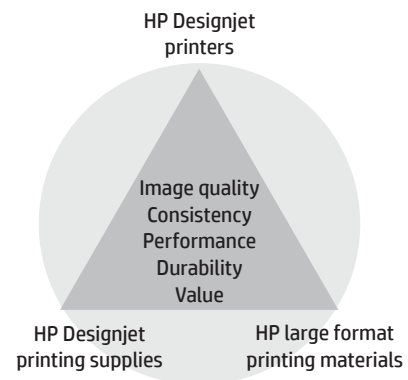 HP Designjet
printers
Image quality
Consistency
Performance
Durability
Value
HP Designjet
printing supplies
HP large format
printing materials